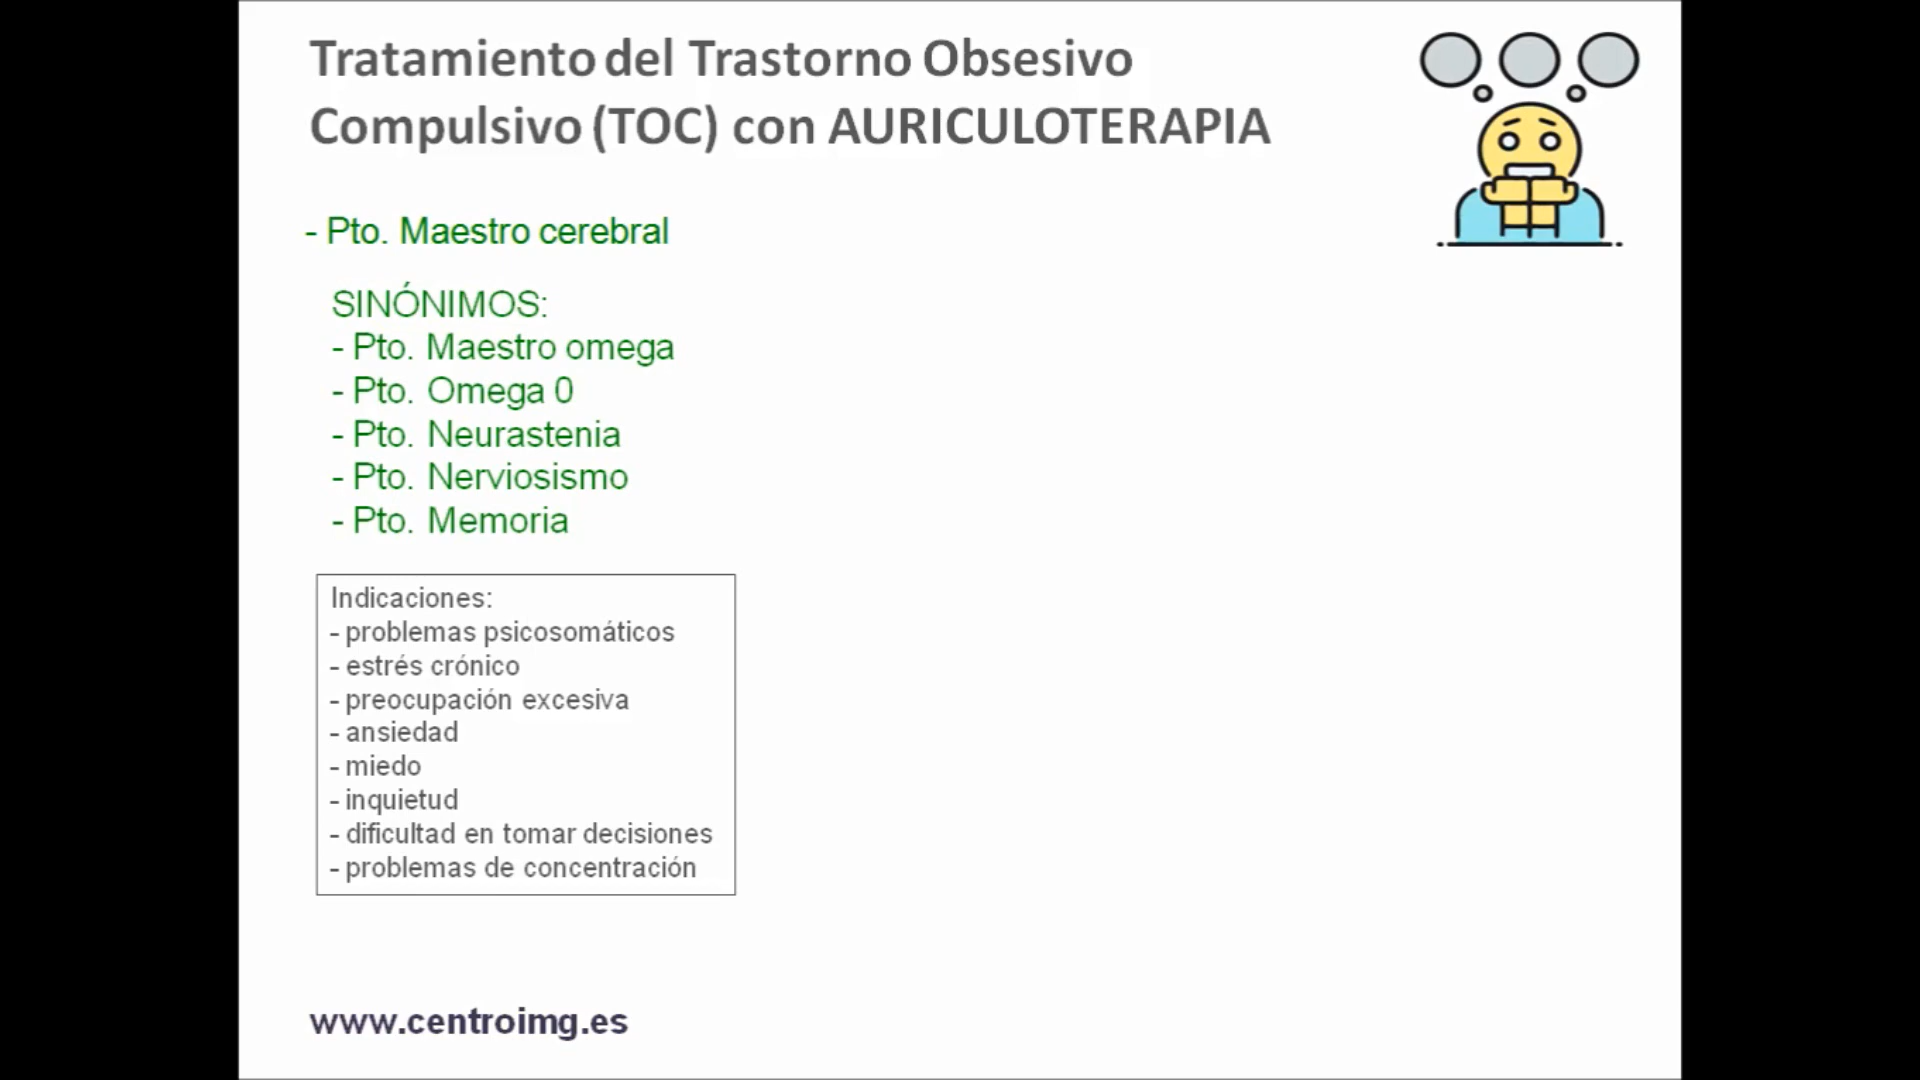 Tratamiento del Trastorno Obsesivo
Compulsivo (TOC) con AURICULOTERAPIA
- Pto. Maestro cerebral
SINÓNIMOS:
- Pto. Maestro omega
- Pto. Omega 0
- Pto. Neurastenia
- Pto. Nerviosismo
- Pto. Memoria
Indicaciones:
- problemas psicosomáticos
- estrés crónico
- preocupación excesiva
- ansiedad
- miedo
- inquietud
- dificultad en tomar decisiones
- problemas de concentración
www.centroimg.es